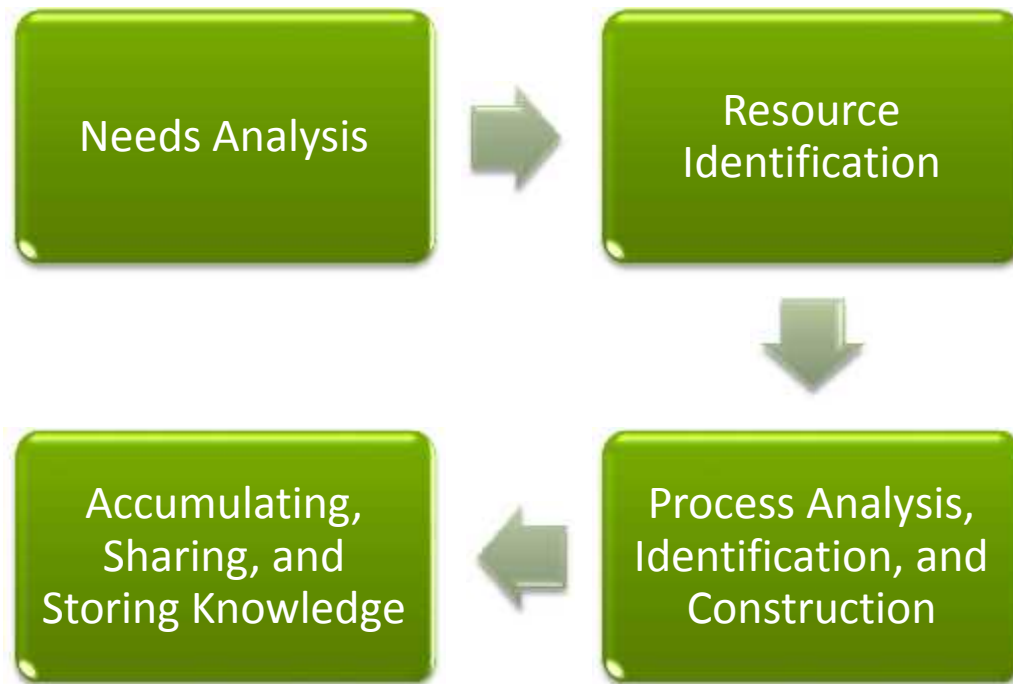 Needs Analysis
Resource
Identification
Process Analysis,
Identification, and
Construction
Accumulating,
Sharing, and
Storing Knowledge